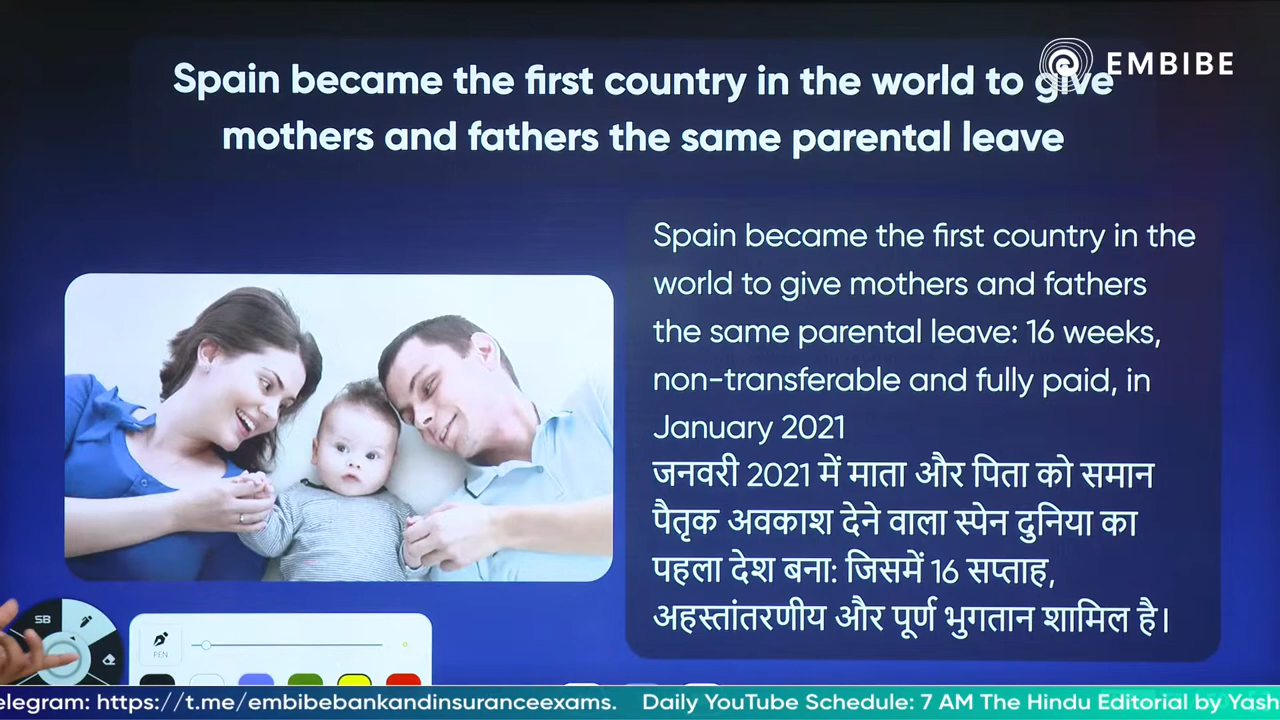 EMBIBE
Spain became the first country in the world to give
mothers and fathers the same parental leave
Spain became the first country in the
world to give mothers and fathers
the same parental leave: 16 weeks,
non-transferable and fully paid, in
January 2021
जनवरी 2021 में माता और पिता को समान
पैतृक अवकाश देने वाला स्पेन दुनिया का
पहला देश बना: जिसमें 16 सप्ताह,
अहस्तांतरणीय और पूर्ण भुगतान शामिल है।
SB
PEN
elegram: https://t.me/embibebankandinsuranceexams. Daily YouTube Schedule: 7 AM The Hindu Editorial by Yash